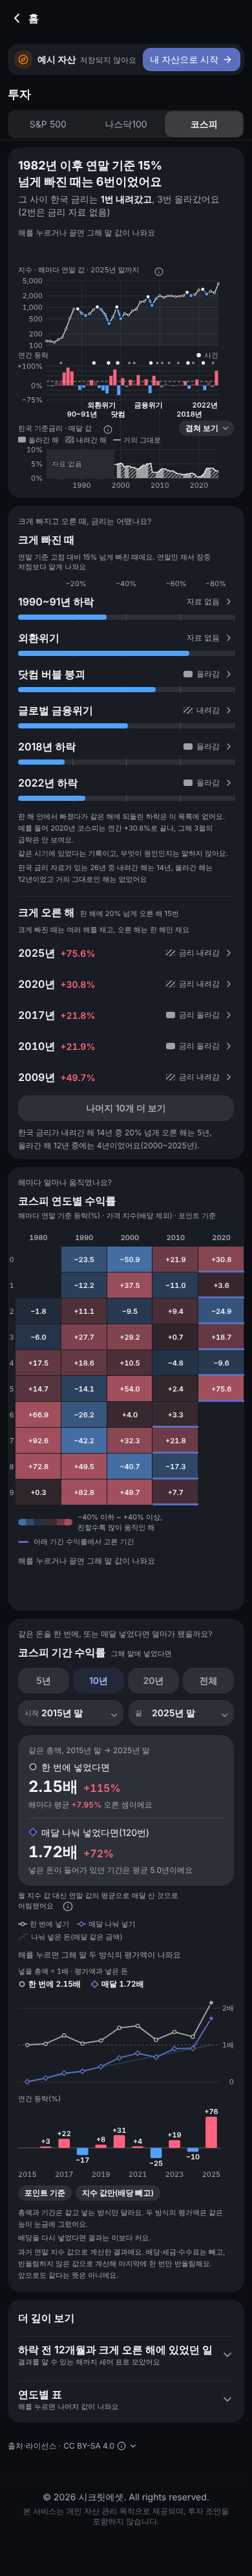 홈
예시 자산 저장되지 않아요
내 자산으로 시작 →
투자
S&P 500
나스닥100
코스피
1982년 이후 연말 기준 15%
넘게 빠진 때는 6번이었어요
그 사이 한국 금리는 1번 내려갔고, 3번 올라갔어요
(2번은 금리 자료 없음)
해를 누르거나 끌면 그해 말 값이 나와요
지수 · 해마다 연말 값 · 2025년 말까지
5,000
2,000
1,000
500
200
100
연간 등락
사건
+100%
0%
−75%
외환위기
금융위기
2022년
90~91년
닷컴
2018년
한국 기준금리 · 매달 값
겹쳐 보기
올라간 해
내려간 해
거의 그대로
10%
5%
0%
자료 없음
1990
2000
2010
2020
크게 빠지고 오른 때, 금리는 어땠나요?
크게 빠진 때
연말 기준 고점 대비 15% 넘게 빠진 때예요. 연말만 재서 장중
저점보다 얕게 나와요
−20%
−40%
−60%
−80%
1990~91년 하락
자료 없음
외환위기
자료 없음
닷컴 버블 붕괴
올라감
글로벌 금융위기
내려감
2018년 하락
올라감
2022년 하락
올라감
한 해 안에서 빠졌다가 같은 해에 되돌린 하락은 이 목록에 없어요.
예를 들어 2020년 코스피는 연간 +30.8%로 끝나, 그해 3월의
급락은 안 보여요.
같은 시기에 있었다는 기록이고, 무엇이 원인인지는 말하지 않아요.
한국 금리 자료가 있는 26년 중 내려간 해는 14년, 올라간 해는
12년이었고 거의 그대로인 해는 없었어요
크게 오른 해 한 해에 20% 넘게 오른 해 15번
크게 빠진 때는 여러 해를 재고, 오른 해는 한 해만 재요
2025년 +75.6%
금리 내려감
2020년 +30.8%
금리 내려감
2017년 +21.8%
금리 올라감
2010년 +21.9%
금리 올라감
2009년 +49.7%
금리 내려감
나머지 10개 더 보기
한국 금리가 내려간 해 14년 중 20% 넘게 오른 해는 5년,
올라간 해 12년 중에는 4년이었어요(2000~2025년).
해마다 얼마나 움직였나요?
코스피 연도별 수익률
해마다 연말 기준 등락(%) · 가격 지수(배당 제외) · 포인트 기준
1980
1990
2000
2010
2020
0
−23.5
−50.9
+21.9
+30.8
1
−12.2
+37.5
−11.0
+3.6
2
−1.8
+11.1
−9.5
+9.4
−24.9
3
−6.0
+27.7
+29.2
+0.7
+18.7
4
+17.5
+18.6
+10.5
−4.8
−9.6
5
+14.7
−14.1
+54.0
+2.4
+75.6
6
+66.9
−26.2
+4.0
+3.3
7
+92.6
−42.2
+32.3
+21.8
8
+72.8
+49.5
−40.7
−17.3
9
+0.3
+82.8
+49.7
+7.7
−40% 이하 ~ +40% 이상,
진할수록 많이 움직인 해
아래 기간 수익률에서 고른 기간
해를 누르거나 끌면 그해 말 값이 나와요
같은 돈을 한 번에, 또는 매달 넣었다면 얼마가 됐을까요?
코스피 기간 수익률 그해 말에 넣었다면
5년
10년
20년
전체
시작 2015년 말
끝 2025년 말
같은 총액, 2015년 말 → 2025년 말
한 번에 넣었다면
2.15배 +115%
해마다 평균 +7.95% 오른 셈이에요
매달 나눠 넣었다면(120번)
1.72배 +72%
넣은 돈이 들어가 있던 기간은 평균 5.0년이에요
월 지수 값 대신 연말 값의 평균으로 매달 산 것으로
어림했어요
한 번에 넣기
매달 나눠 넣기
나눠 넣은 돈(매달 같은 금액)
해를 누르면 그해 말 두 방식의 평가액이 나와요
넣을 총액 = 1배 · 평가액과 넣은 돈
한 번에 2.15배
매달 1.72배
2배
1배
0
연간 등락(%)
+3
+22
−17
+8
+31
+4
−25
+19
−10
+76
2015
2017
2019
2021
2023
2025
포인트 기준
지수 값만(배당 빼고)
총액과 기간은 같고 넣는 방식만 달라요. 두 방식의 평가액은 같은
높이 눈금에 그렸어요.
배당을 다시 넣었다면 결과는 이보다 커요.
과거 연말 지수 값으로 계산한 결과예요. 배당·세금·수수료는 빼고,
반올림하지 않은 값으로 계산해 마지막에 한 번만 반올림해요.
앞으로도 같다는 뜻은 아니에요.
더 깊이 보기
하락 전 12개월과 크게 오른 해에 있었던 일
결과를 알 수 있는 해까지 세어 표로 모았어요
연도별 표
해를 누르면 나머지 값이 나와요
출처·라이선스 · CC BY-SA 4.0
© 2026 시크릿에셋. All rights reserved.
본 서비스는 개인 자산 관리 목적으로 제공되며, 투자 조언을
포함하지 않습니다.